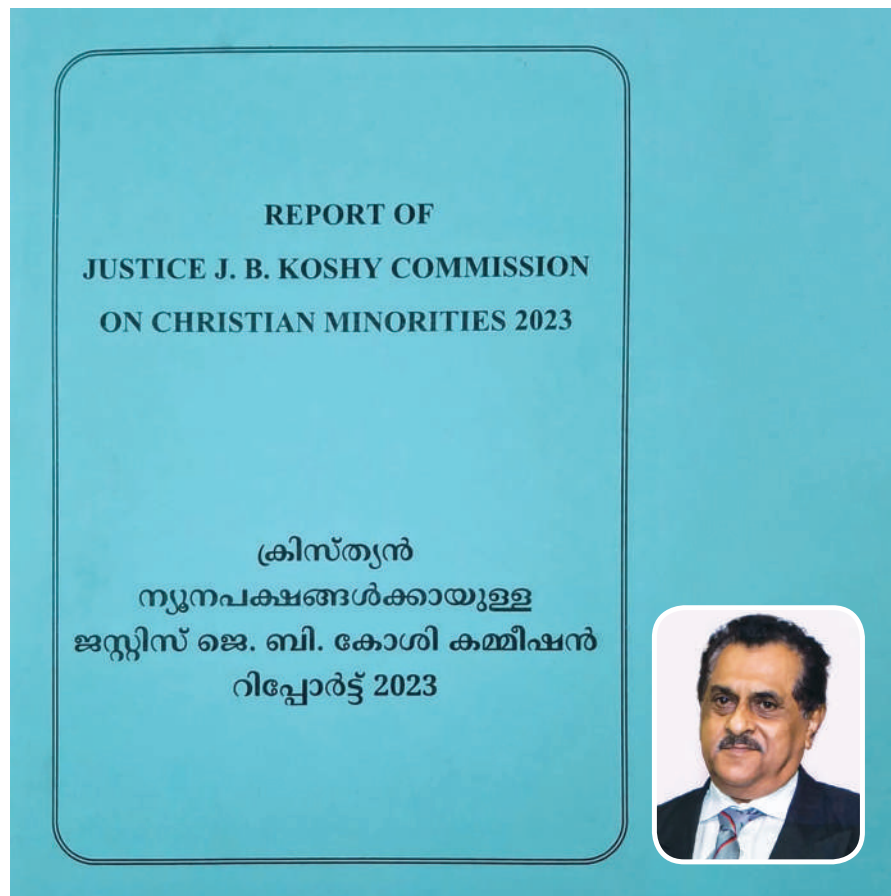 REPORT OF
JUSTICE J. B. KOSHY COMMISSION
ON CHRISTIAN MINORITIES 2023
ക്രിസ്ത്യൻ
ന്യൂനപക്ഷങ്ങൾക്കായുള്ള
ജസ്റ്റിസ് ജെ. ബി. കോശി കമ്മീഷൻ
റിപ്പോർട്ട് 2023